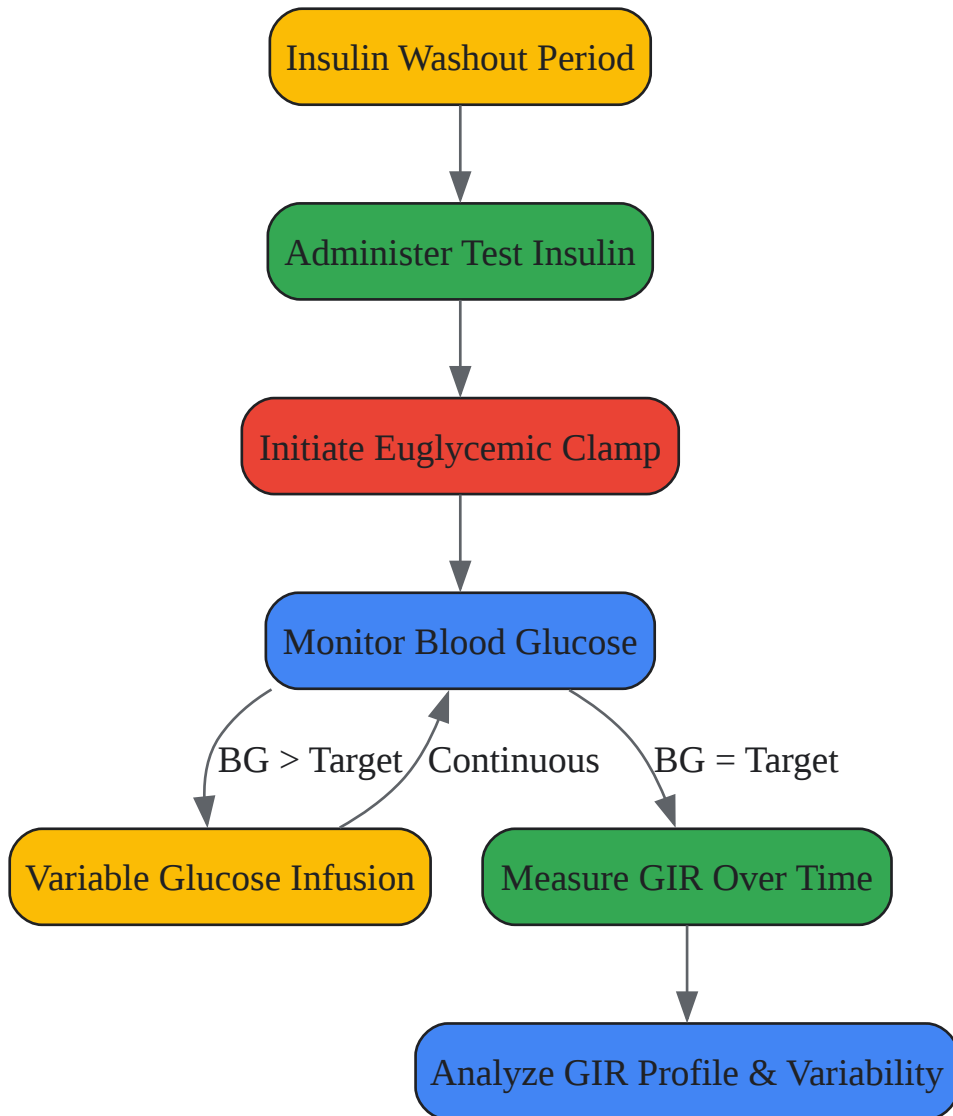 Insulin Washout Period
Administer Test Insulin
Initiate Euglycemic Clamp
Monitor Blood Glucose
BG > Target
Continuous
BG = Target
Variable Glucose Infusion
Measure GIR Over Time
Analyze GIR Profile & Variability